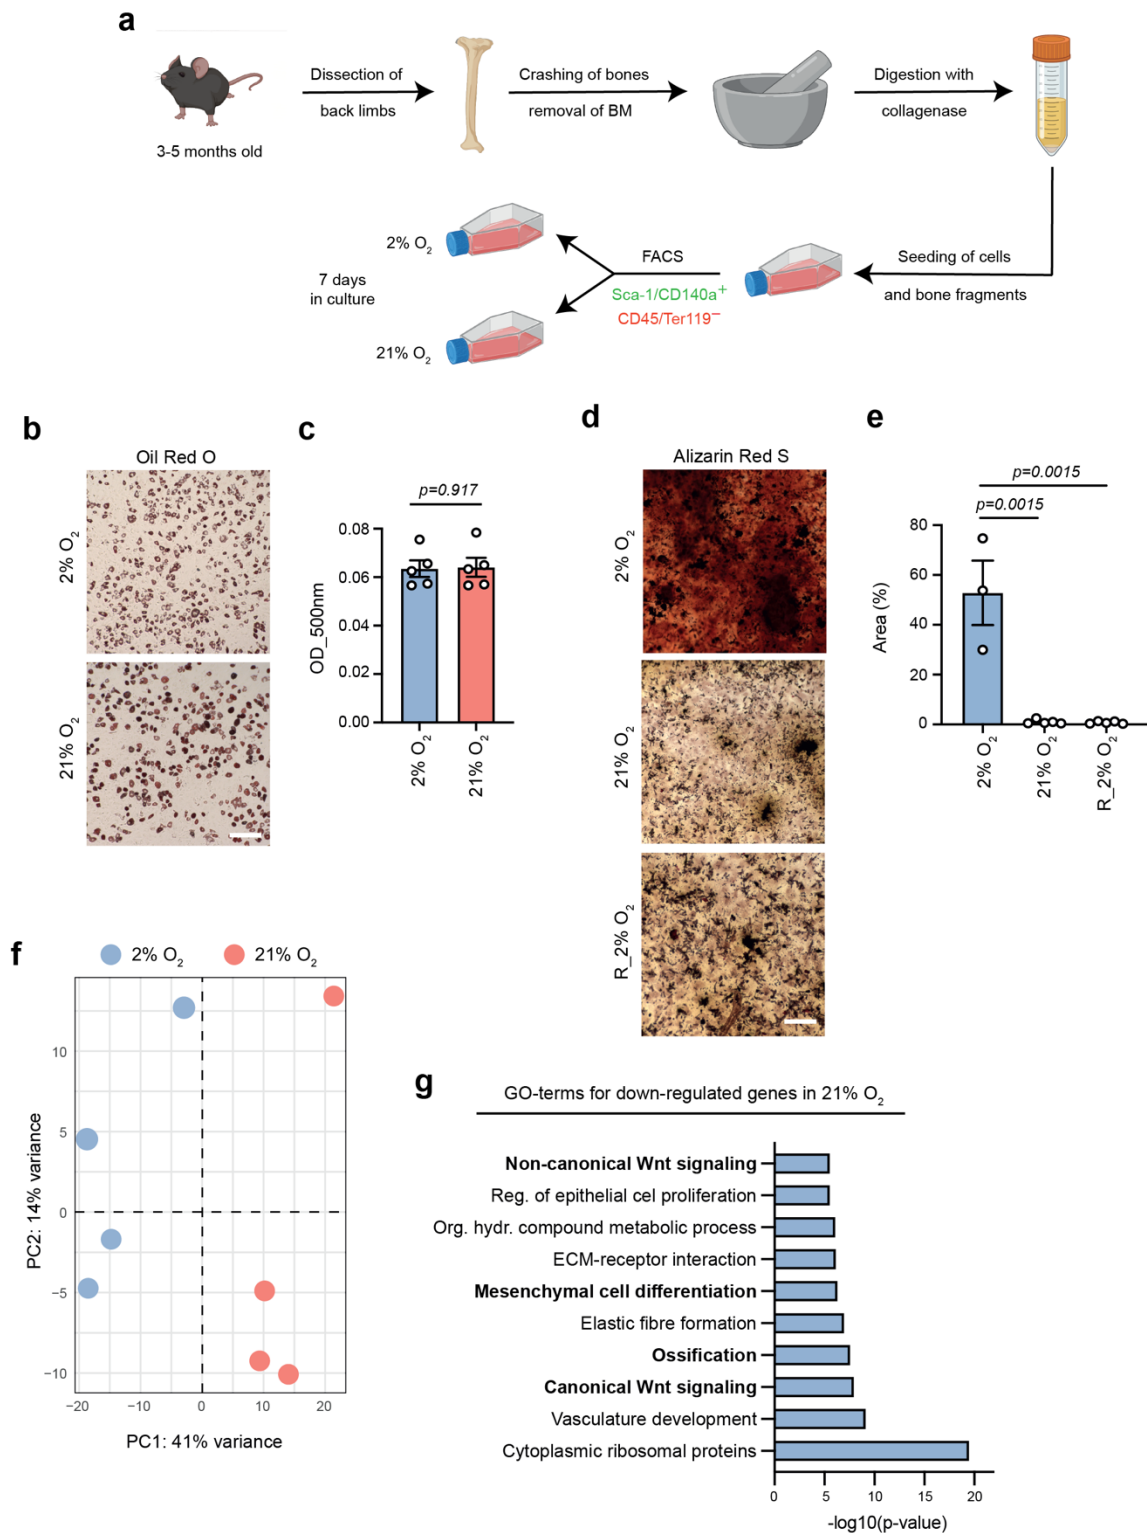 a
Dissection of
back limbs
Crashing of bones
removal of BM
Digestion with
collagenase
3-5 months old
2% O2
FACS
Seeding of cells
7 days
in culture
Sca-1/CD140a+
and bone fragments
CD45/Ter119−
21% O2
b
Oil Red O
2% O2
21% O2
c
p=0.917
OD_500nm
0.08
0.06
0.04
0.02
0.00
2% O2
21% O2
d
Alizarin Red S
2% O2
21% O2
R_2% O2
e
p=0.0015
p=0.0015
Area (%)
80
60
40
20
0
2% O2
21% O2
R_2% O2
f
2% O2
21% O2
PC2: 14% variance
10
5
0
−5
−10
−20
−10
0
10
20
PC1: 41% variance
g
GO-terms for down-regulated genes in 21% O2
Non-canonical Wnt signaling
Reg. of epithelial cel proliferation
Org. hydr. compound metabolic process
ECM-receptor interaction
Mesenchymal cell differentiation
Elastic fibre formation
Ossification
Canonical Wnt signaling
Vasculature development
Cytoplasmic ribosomal proteins
0
5
10
15
20
-log10(p-value)